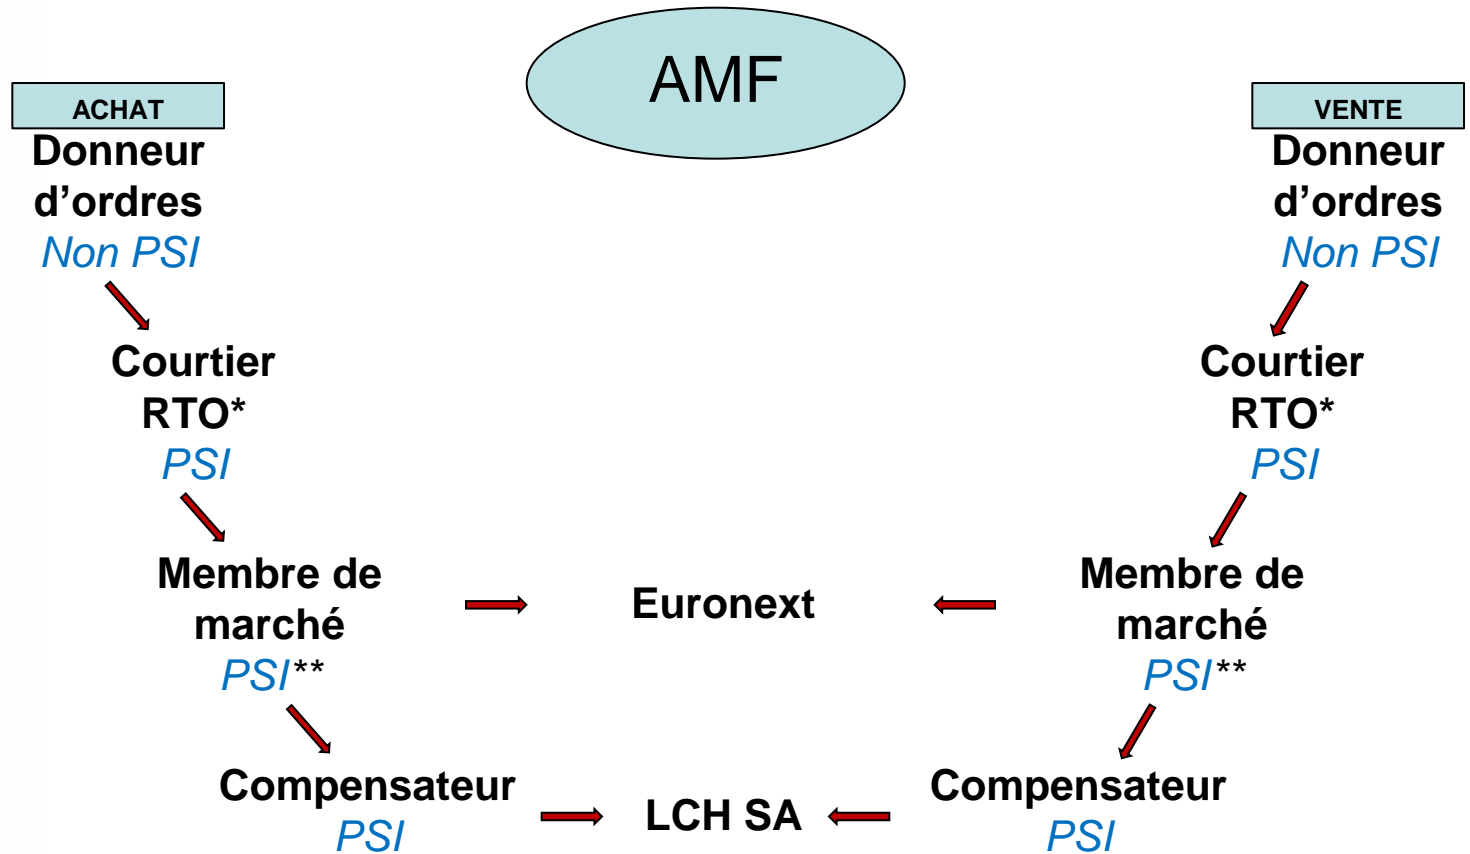 AMF
ACHAT
Donneur
d’ordres
Non PSI
Courtier
RTO*
PSI
Membre de
marché
PSI**
Compensateur
PSI
Euronext
LCH SA
VENTE
Donneur
d’ordres
Non PSI
Courtier
RTO*
PSI
Membre de
marché
PSI**
Compensateur
PSI